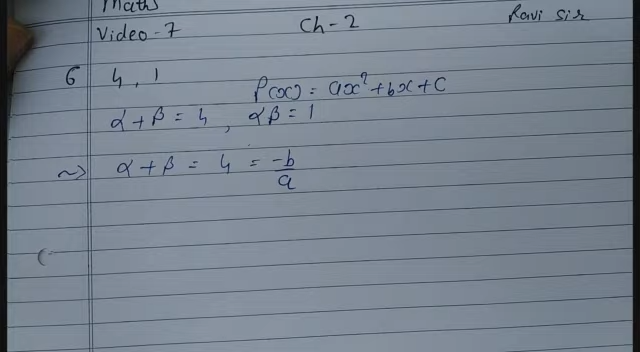 Maths
Video - 7 Ch - 2 Ravi sir
6 4, 1
P(x) = ax² + bx + c
α + β = 4, αβ = 1
~> α + β = 4 = -b/a